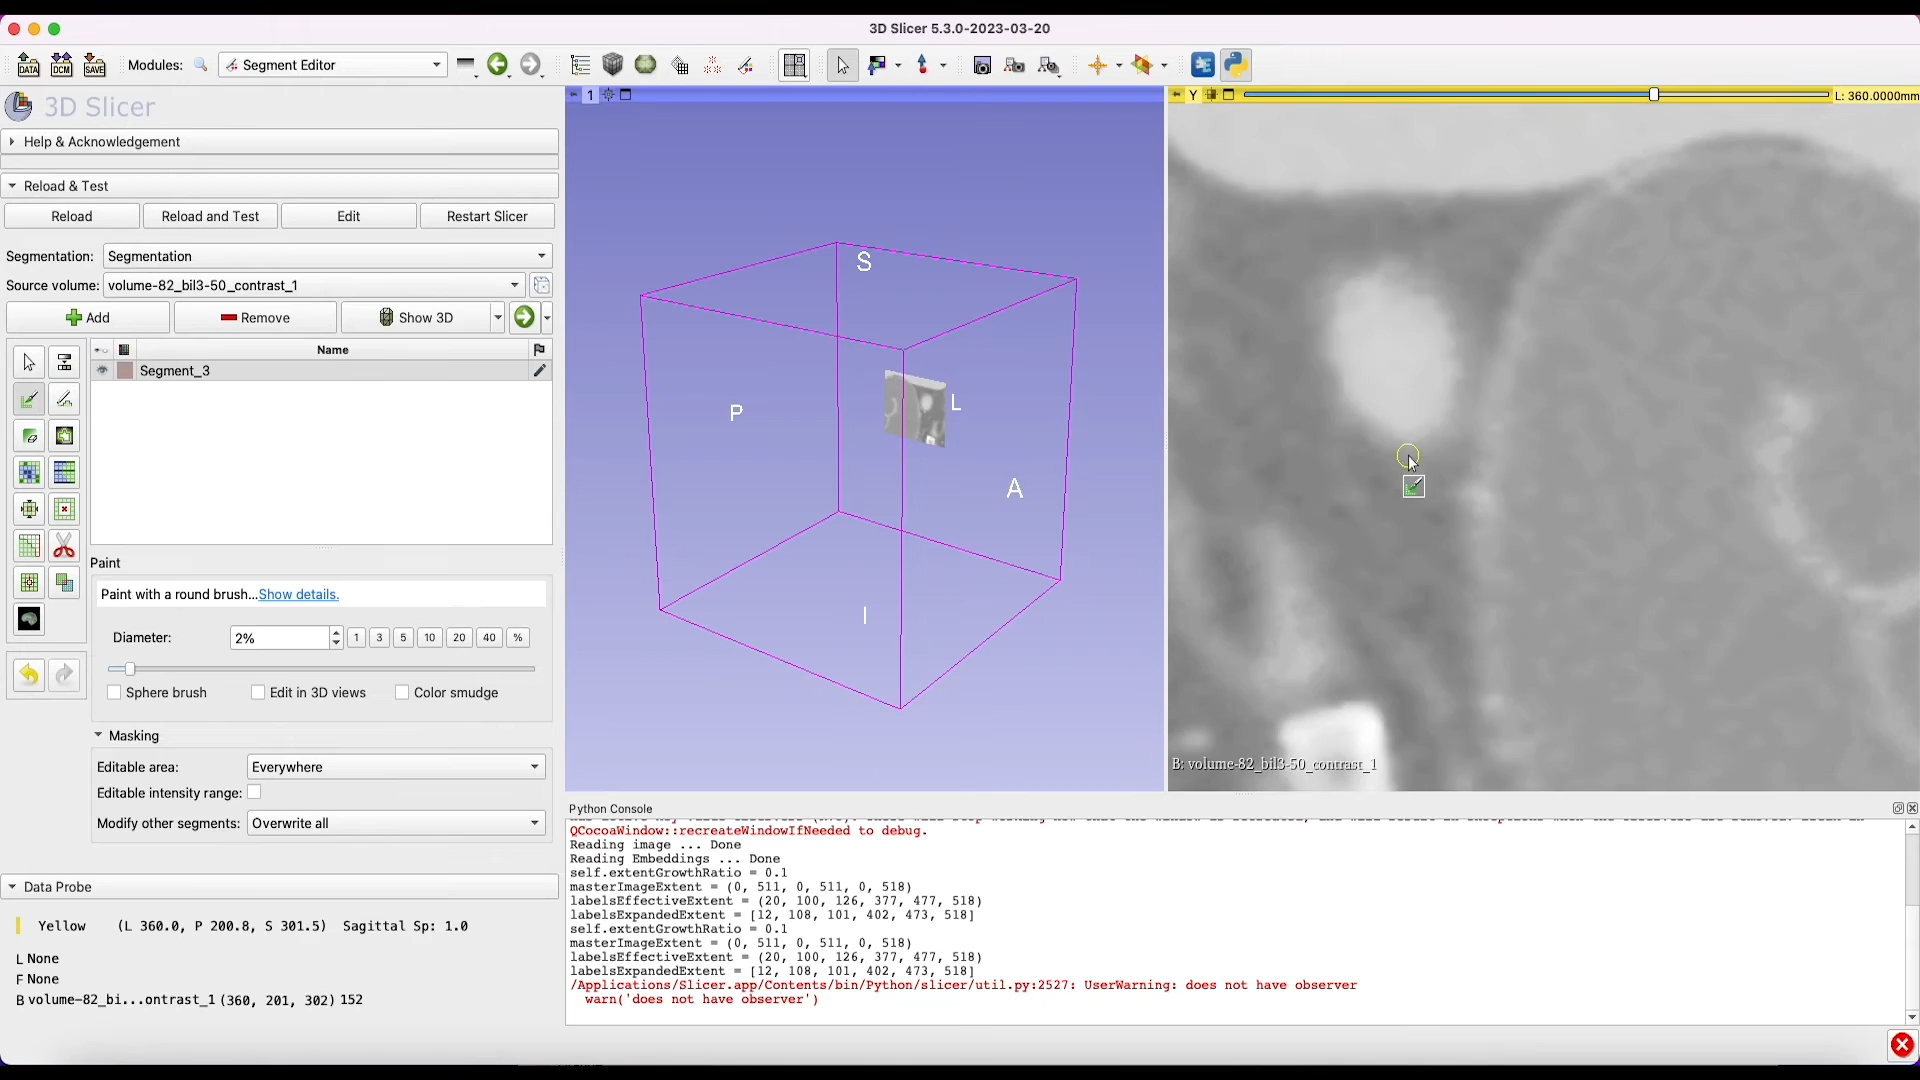 3D Slicer 5.3.0-2023-03-20
DATA
DCM
SAVE
Modules:
Segment Editor
3D Slicer
Help & Acknowledgement
Reload & Test
Reload
Reload and Test
Edit
Restart Slicer
Segmentation:
Segmentation
Source volume:
volume-82_bil3-50_contrast_1
Add
Remove
Show 3D
Name
Segment_3
Paint
Paint with a round brush...Show details.
Diameter:
2%
1
3
5
10
20
40
%
Sphere brush
Edit in 3D views
Color smudge
Masking
Editable area:
Everywhere
Editable intensity range:
Modify other segments:
Overwrite all
Data Probe
Yellow (L 360.0, P 200.8, S 301.5) Sagittal Sp: 1.0
L None
F None
B volume-82_bi...ontrast_1 (360, 201, 302) 152
1
S
P
L
A
I
Y
L: 360.0000mm
B: volume-82_bil3-50_contrast_1
Python Console
QCocoaWindow::recreateWindowIfNeeded to debug.
Reading image ... Done
Reading Embeddings ... Done
self.extentGrowthRatio = 0.1
masterImageExtent = (0, 511, 0, 511, 0, 518)
labelsEffectiveExtent = (20, 100, 126, 377, 477, 518)
labelsExpandedExtent = [12, 108, 101, 402, 473, 518]
self.extentGrowthRatio = 0.1
masterImageExtent = (0, 511, 0, 511, 0, 518)
labelsEffectiveExtent = (20, 100, 126, 377, 477, 518)
labelsExpandedExtent = [12, 108, 101, 402, 473, 518]
/Applications/Slicer.app/Contents/bin/Python/slicer/util.py:2527: UserWarning: does not have observer
warn('does not have observer')